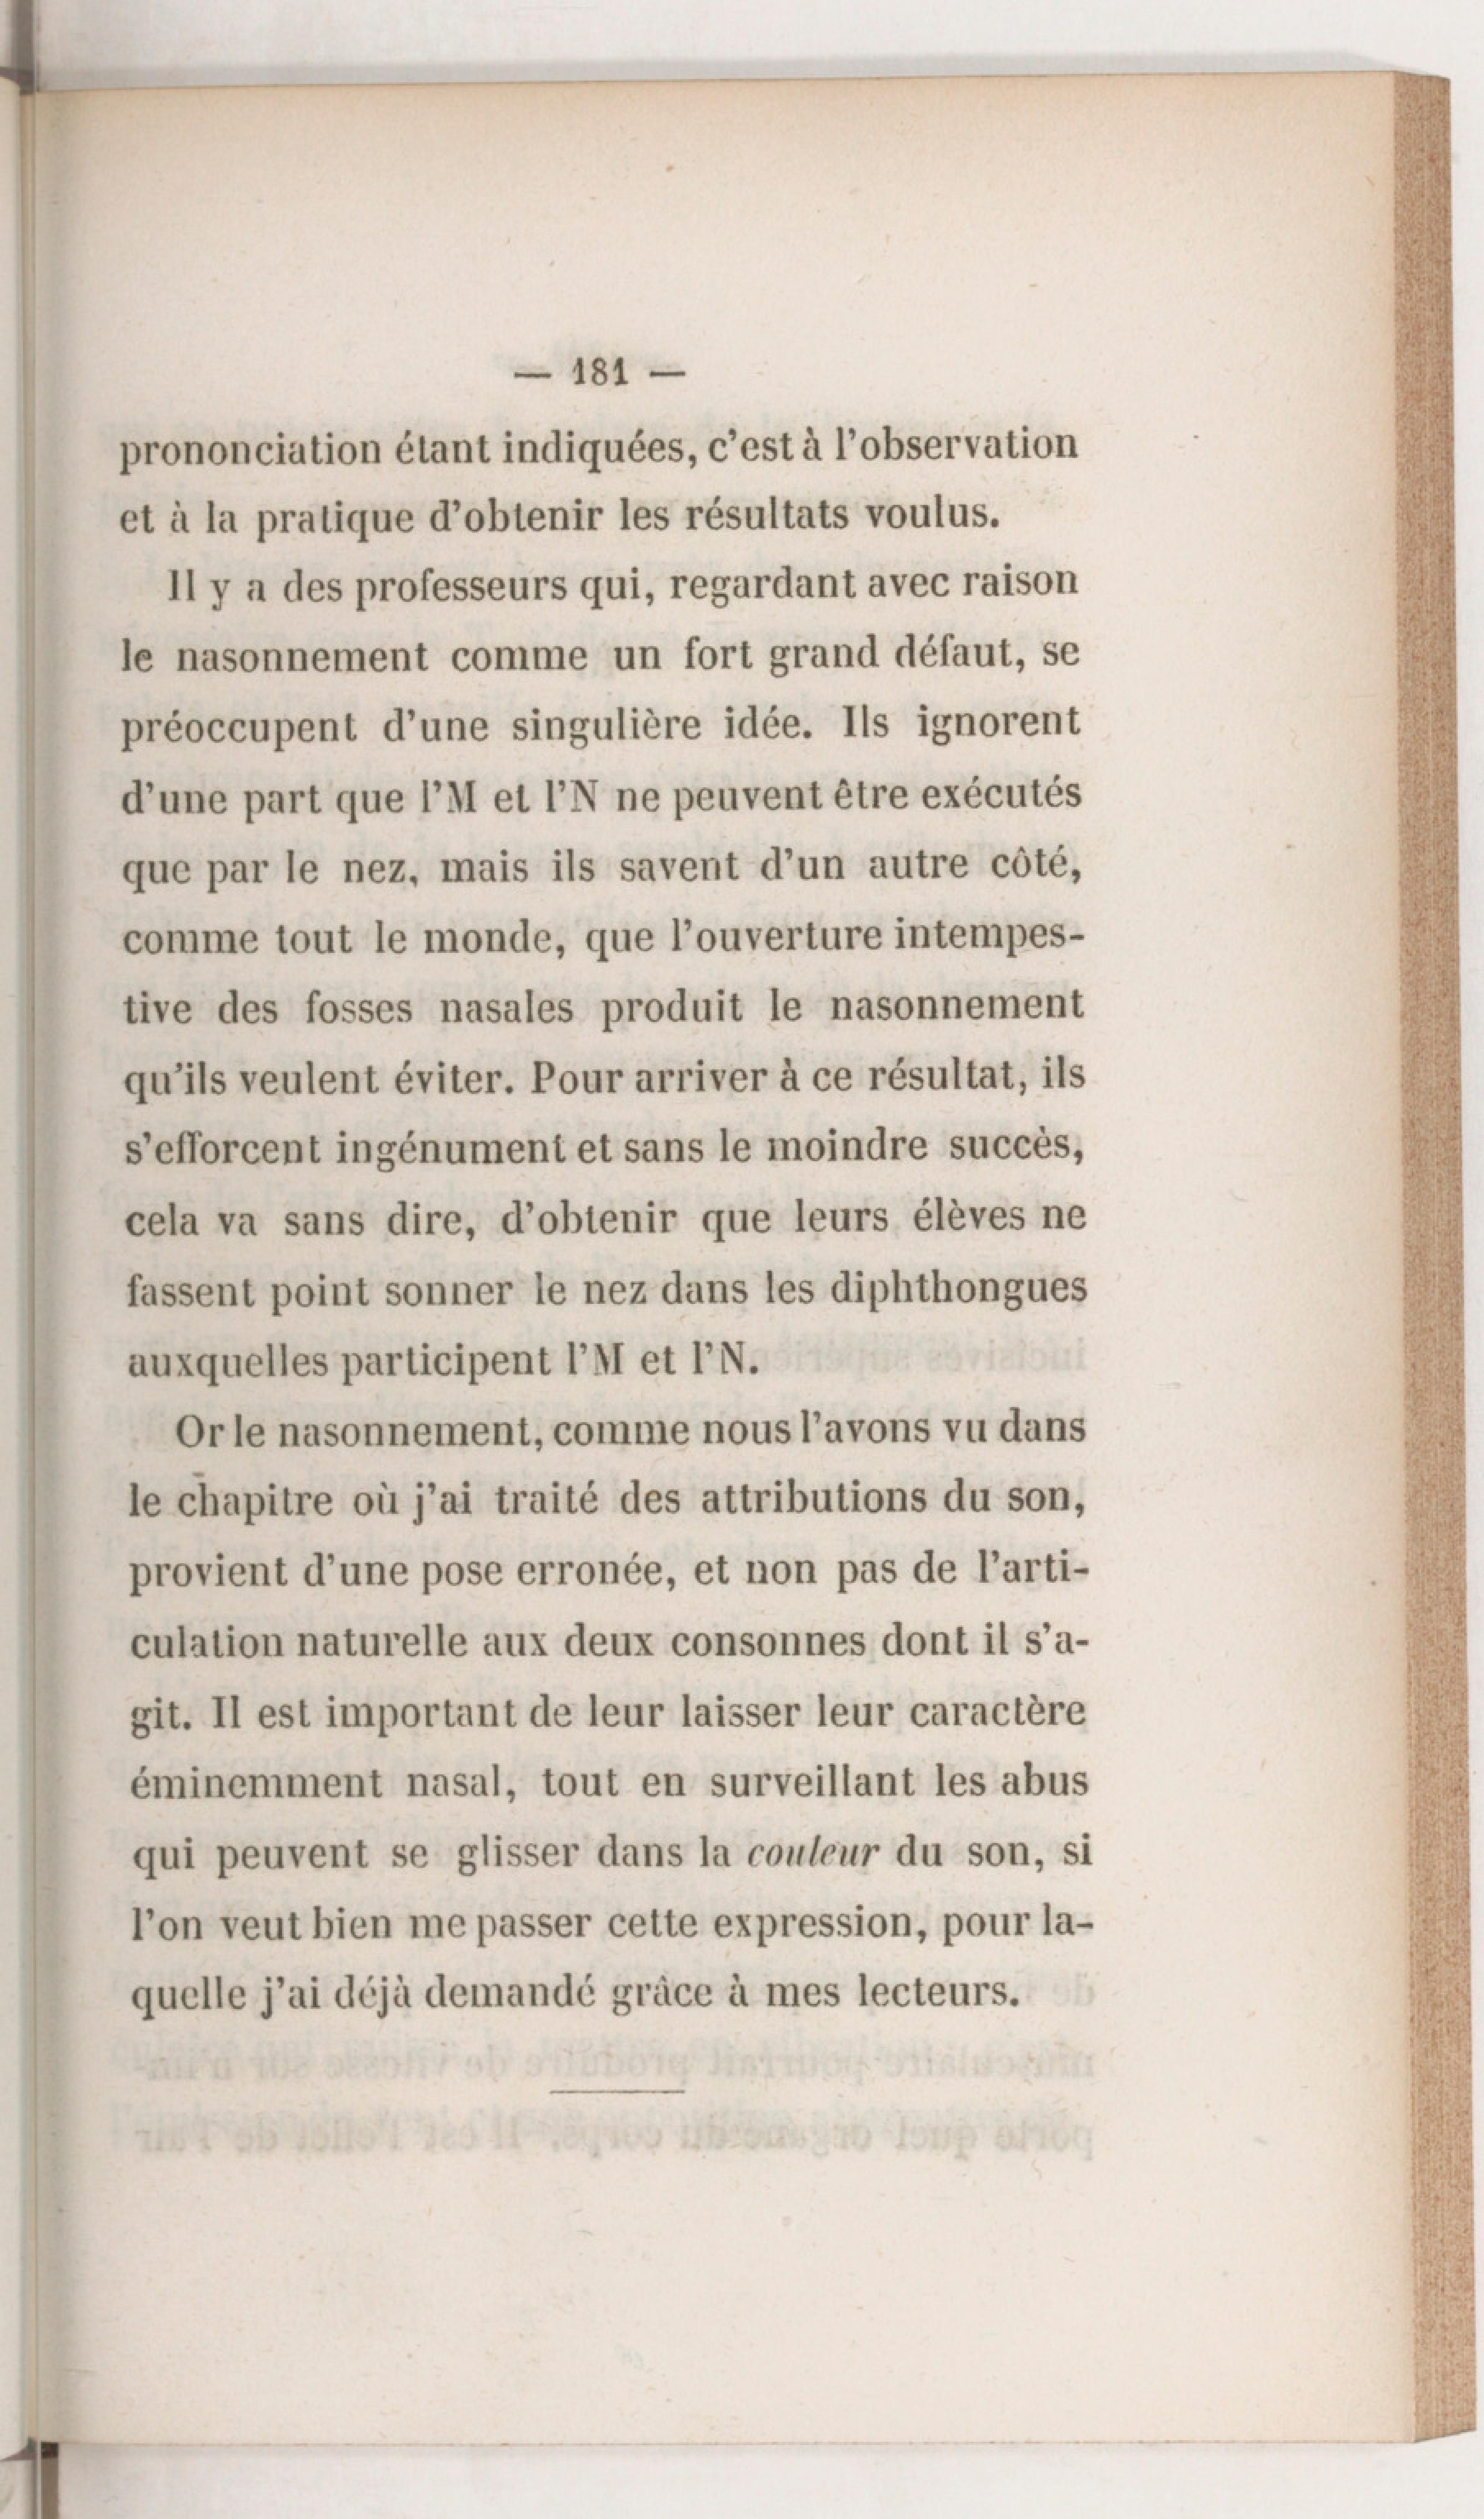 — 181 —
prononciation étant indiquées, c'est à l'observation
et à la pratique d'obtenir les résultats voulus.
Il y a des professeurs qui, regardant avec raison
le nasonnement comme un fort grand défaut, se
préoccupent d'une singulière idée. Ils ignorent
d'une part que l'M et l'N ne peuvent être exécutés
que par le nez, mais ils savent d'un autre côté,
comme tout le monde, que l'ouverture intempes-
tive des fosses nasales produit le nasonnement
qu'ils veulent éviter. Pour arriver à ce résultat, ils
s'efforcent ingénument et sans le moindre succès,
cela va sans dire, d'obtenir que leurs élèves ne
fassent point sonner le nez dans les diphthongues
auxquelles participent l'M et l'N.
Or le nasonnement, comme nous l'avons vu dans
le chapitre où j'ai traité des attributions du son,
provient d'une pose erronée, et non pas de l'arti-
culation naturelle aux deux consonnes dont il s'a-
git. Il est important de leur laisser leur caractère
éminemment nasal, tout en surveillant les abus
qui peuvent se glisser dans la couleur du son, si
l'on veut bien me passer cette expression, pour la-
quelle j'ai déjà demandé grâce à mes lecteurs.